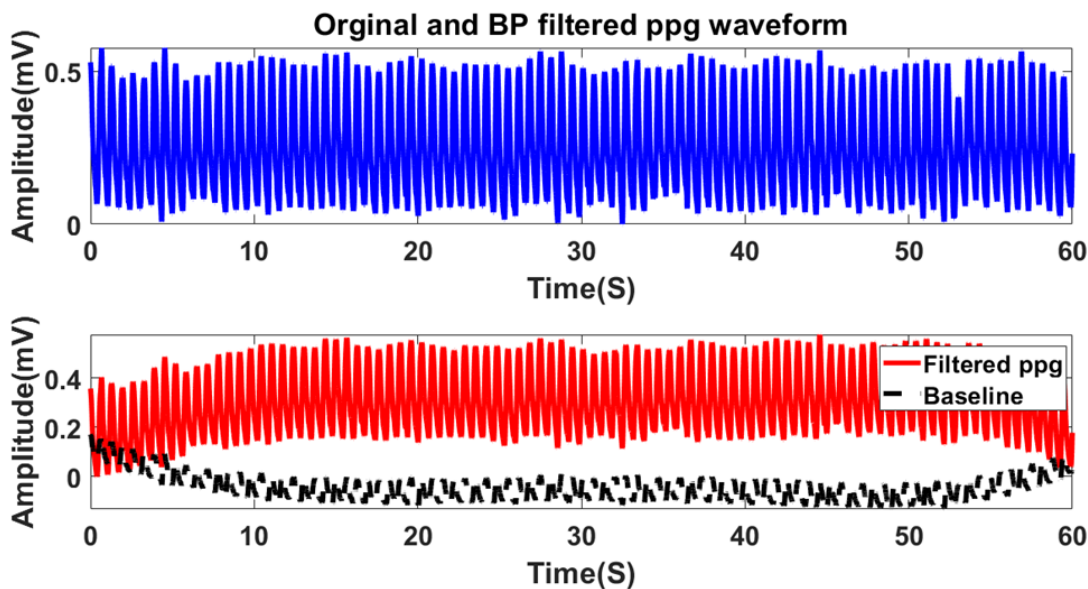 Orginal and BP filtered ppg waveform
Amplitude(mV)
0.5
0
0 10 20 30 40 50 60
Time(S)
Amplitude(mV)
0.4
0.2
0
Filtered ppg
Baseline
0 10 20 30 40 50 60
Time(S)